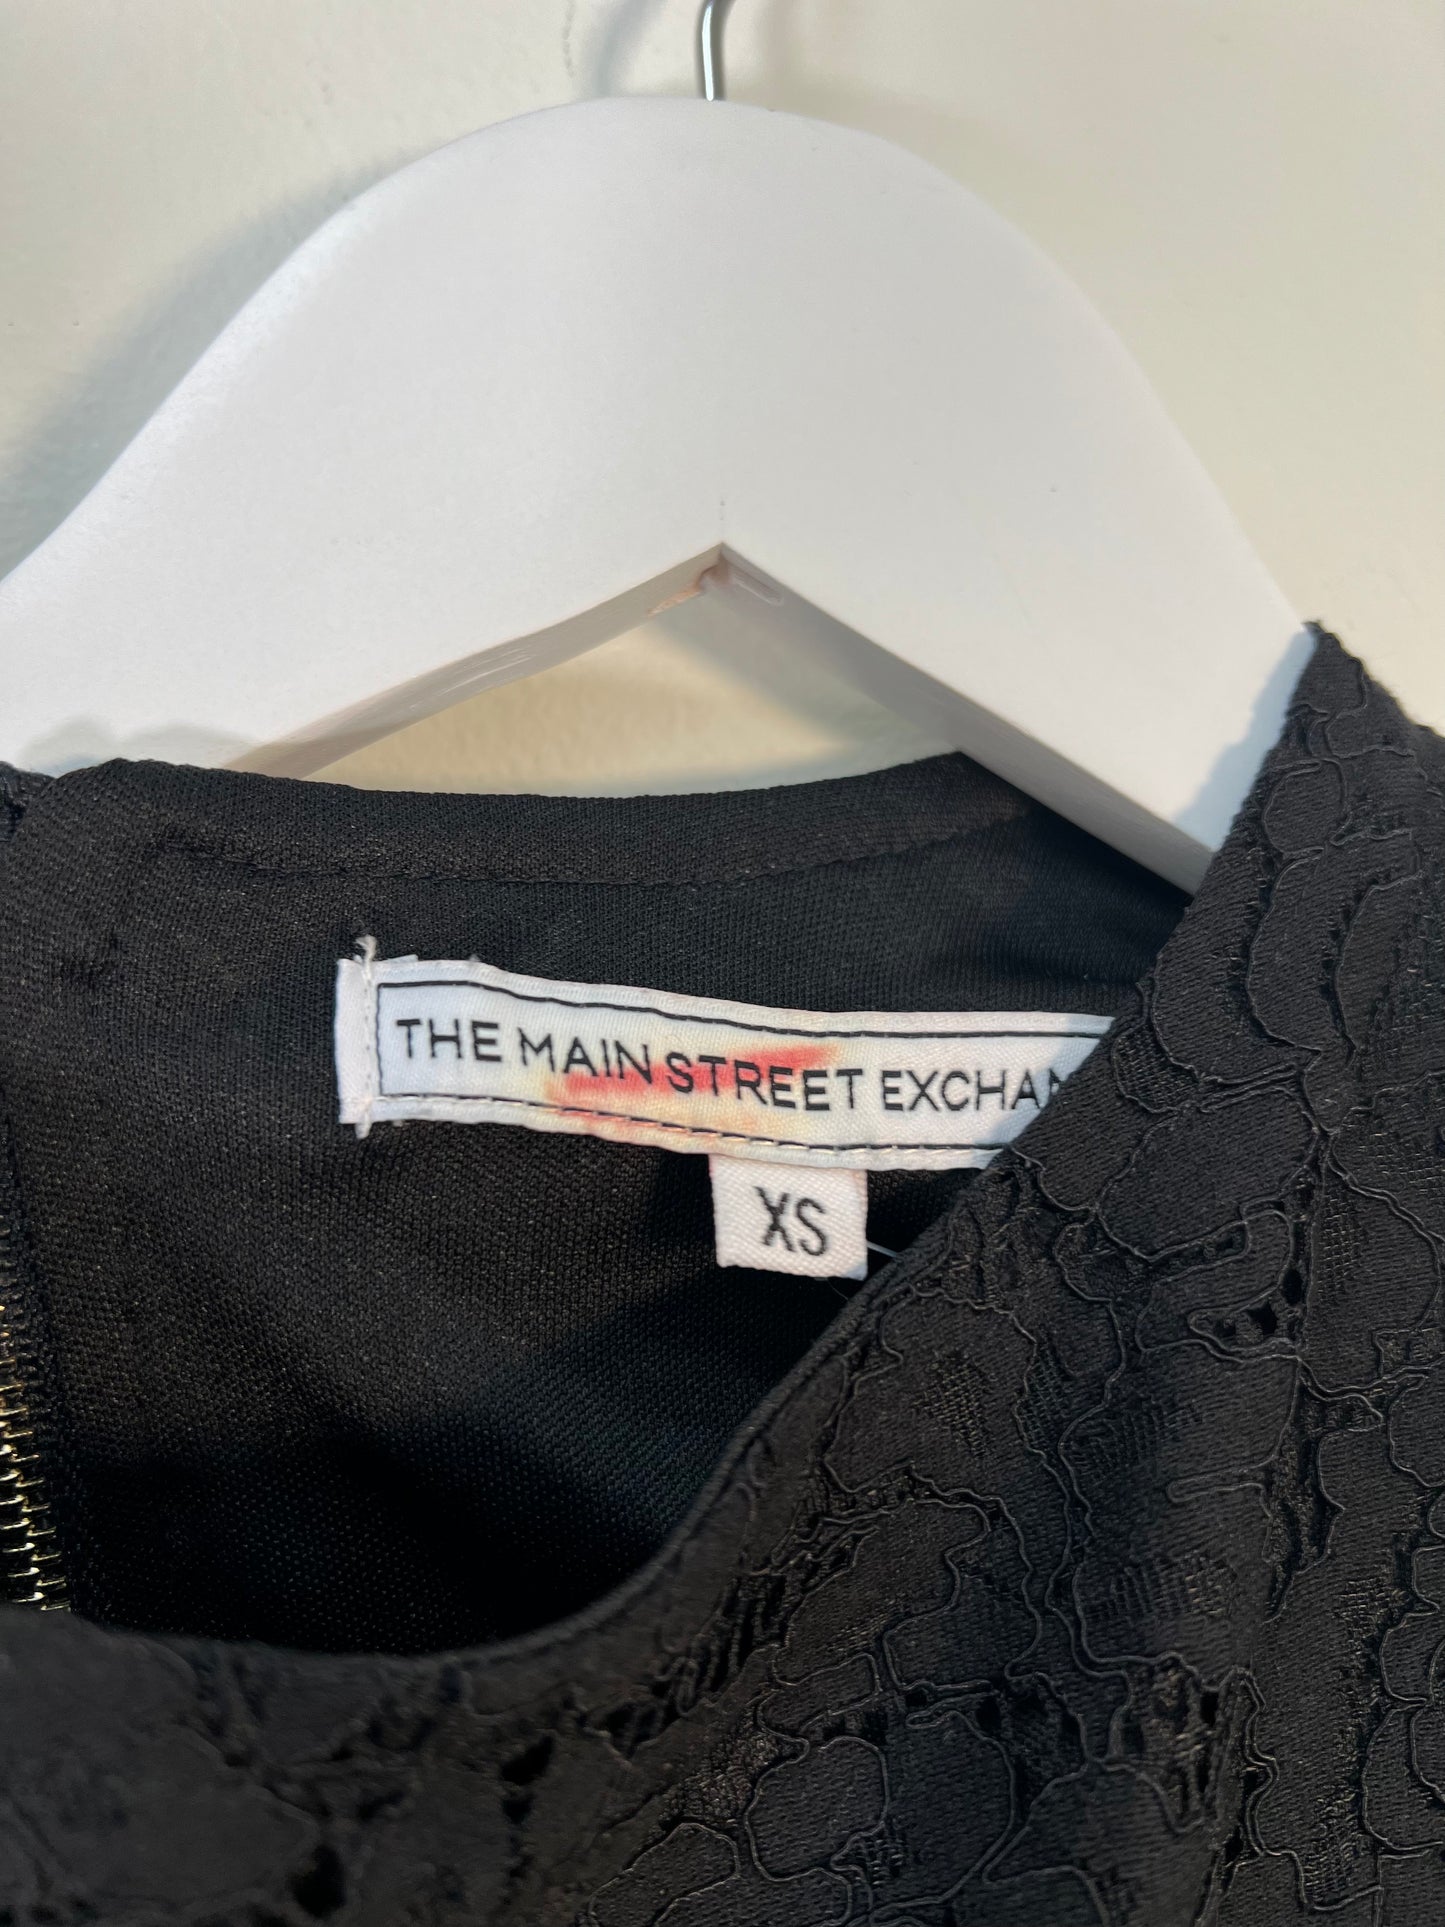 THE MAIN STREET EXCHAN
XS